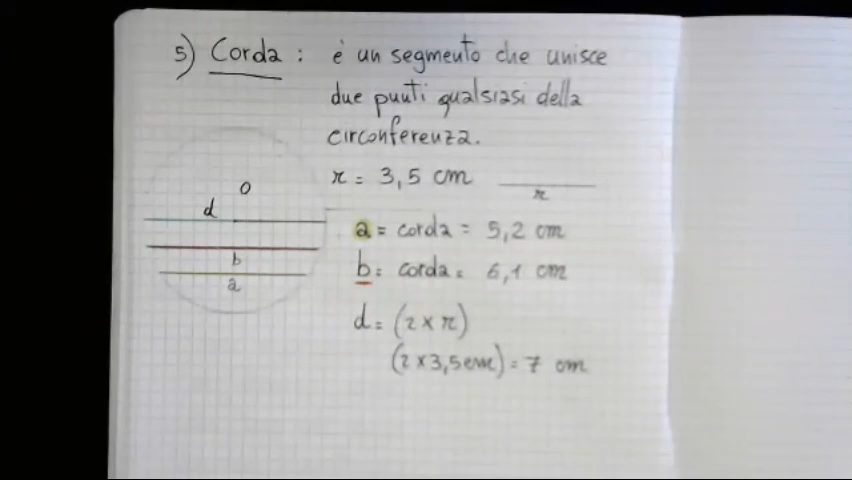 5) Corda : è un segmento che unisce
due punti qualsiasi della
circonferenza.
r = 3,5 cm
r
O
d
b
a
a = corda = 5,2 cm
b = corda = 6,1 cm
d = (2 x r)
(2 x 3,5 cm) = 7 cm